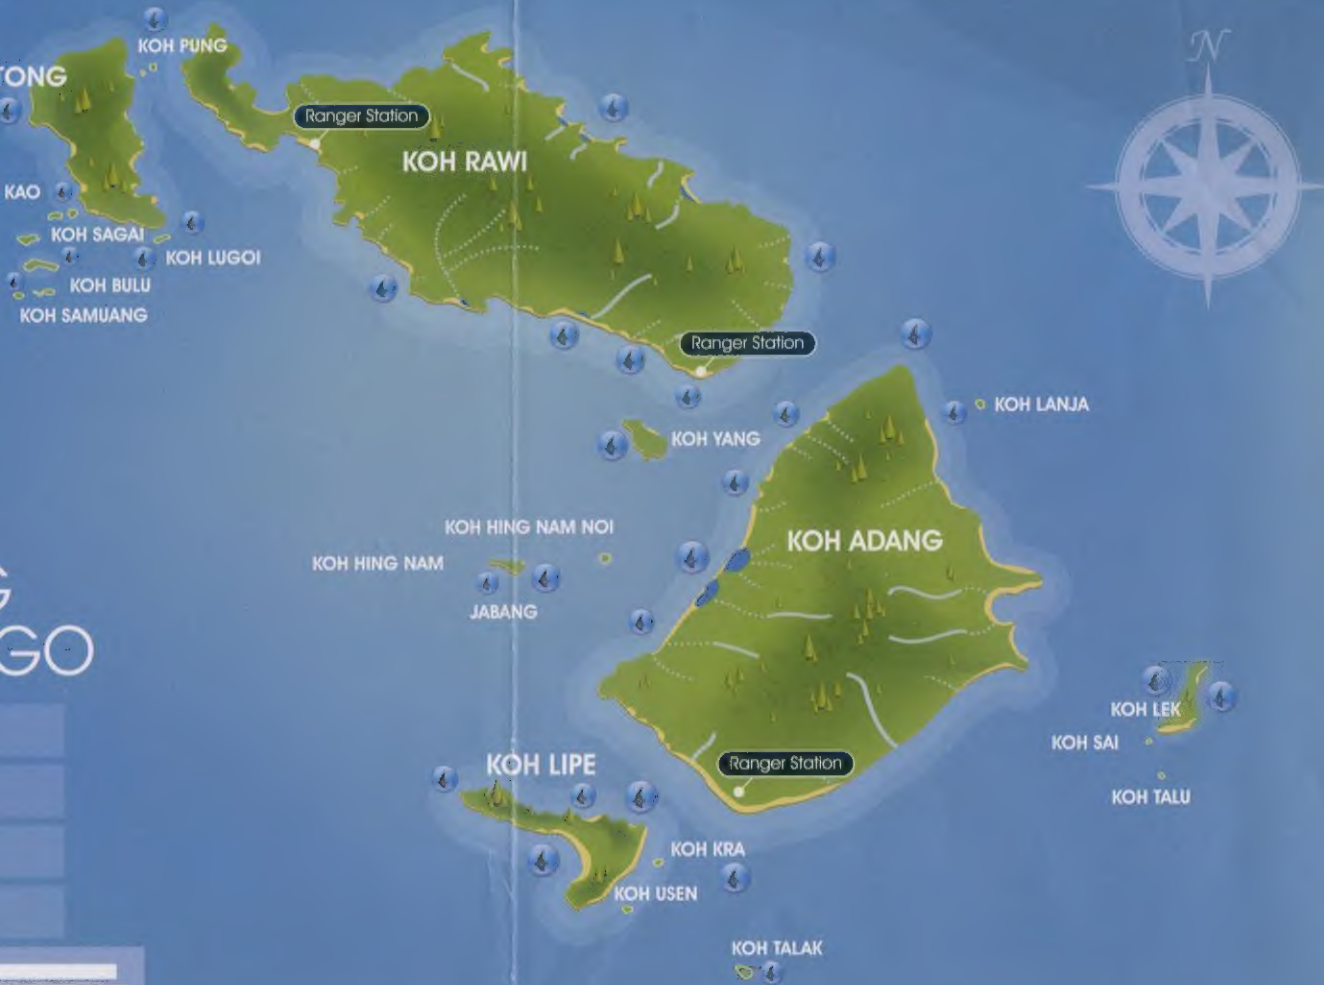 N
KOH PUNG
TONG
Ranger Station
KOH RAWI
KAO
KOH SAGAI
KOH LUGOI
KOH BULU
KOH SAMUANG
Ranger Station
KOH LANJA
KOH YANG
KOH HING NAM NOI
KOH ADANG
KOH HING NAM
JABANG
GO
KOH LEK
KOH SAI
KOH LIPE
Ranger Station
KOH TALU
KOH KRA
KOH USEN
KOH TALAK